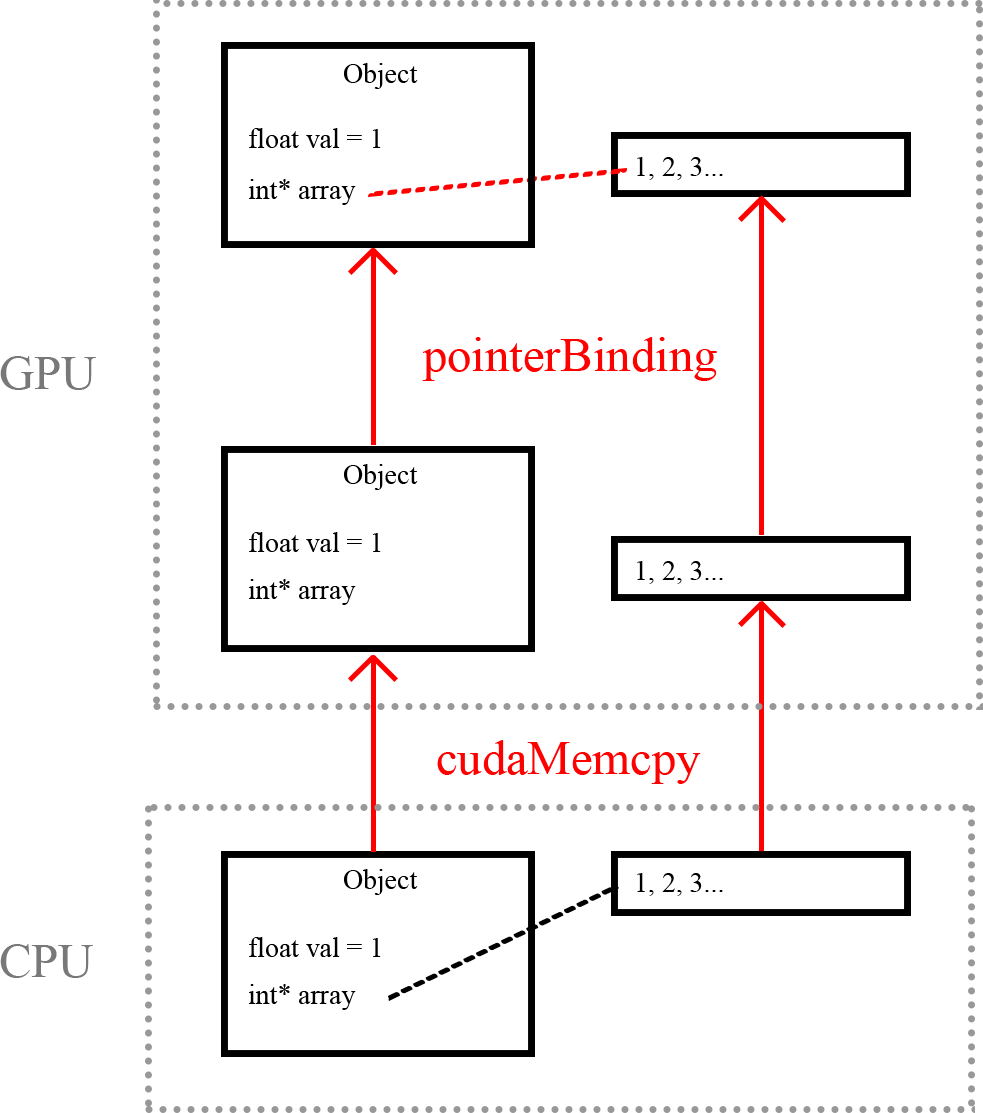 Object
float val = 1
int* array
1, 2, 3...
pointerBinding
GPU
Object
float val = 1
int* array
1, 2, 3...
cudaMemcpy
Object
float val = 1
int* array
1, 2, 3...
CPU